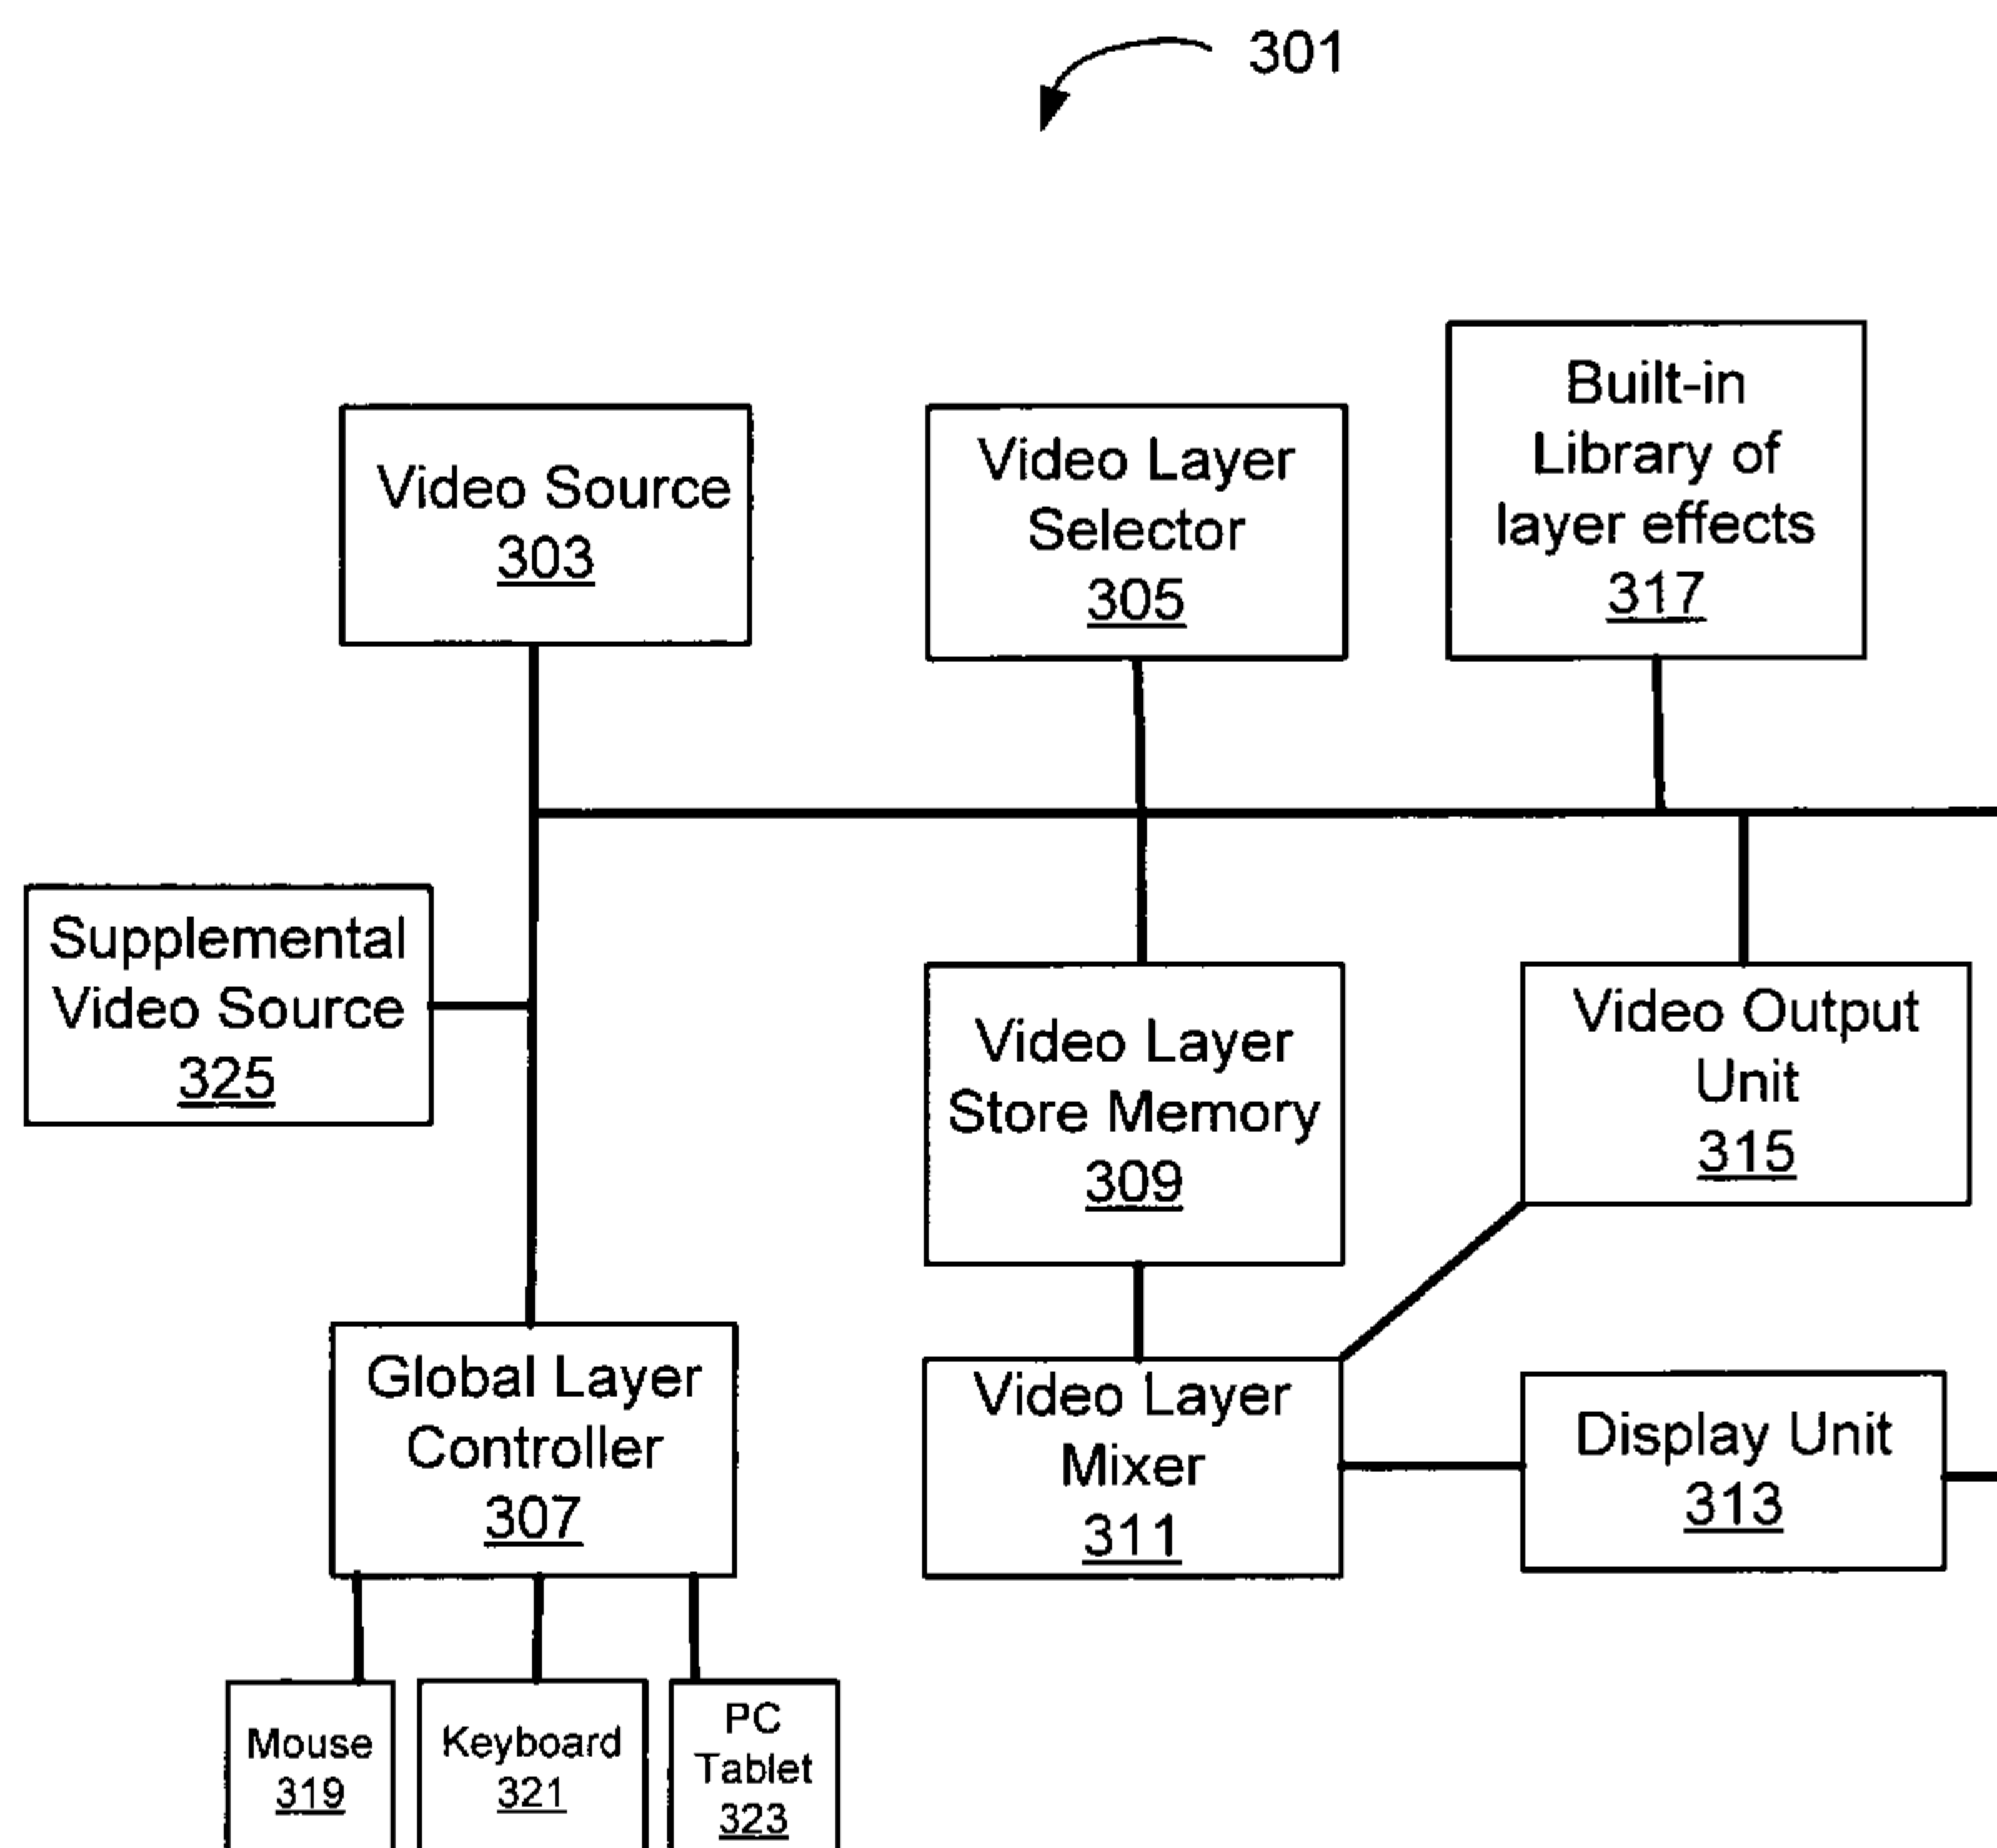 301
Video Source
303
Video Layer
Selector
305
Built-in
Library of
layer effects
317
Supplemental
Video Source
325
Video Layer
Store Memory
309
Video Output
Unit
315
Global Layer
Controller
307
Video Layer
Mixer
311
Display Unit
313
Mouse
319
Keyboard
321
PC
Tablet
323